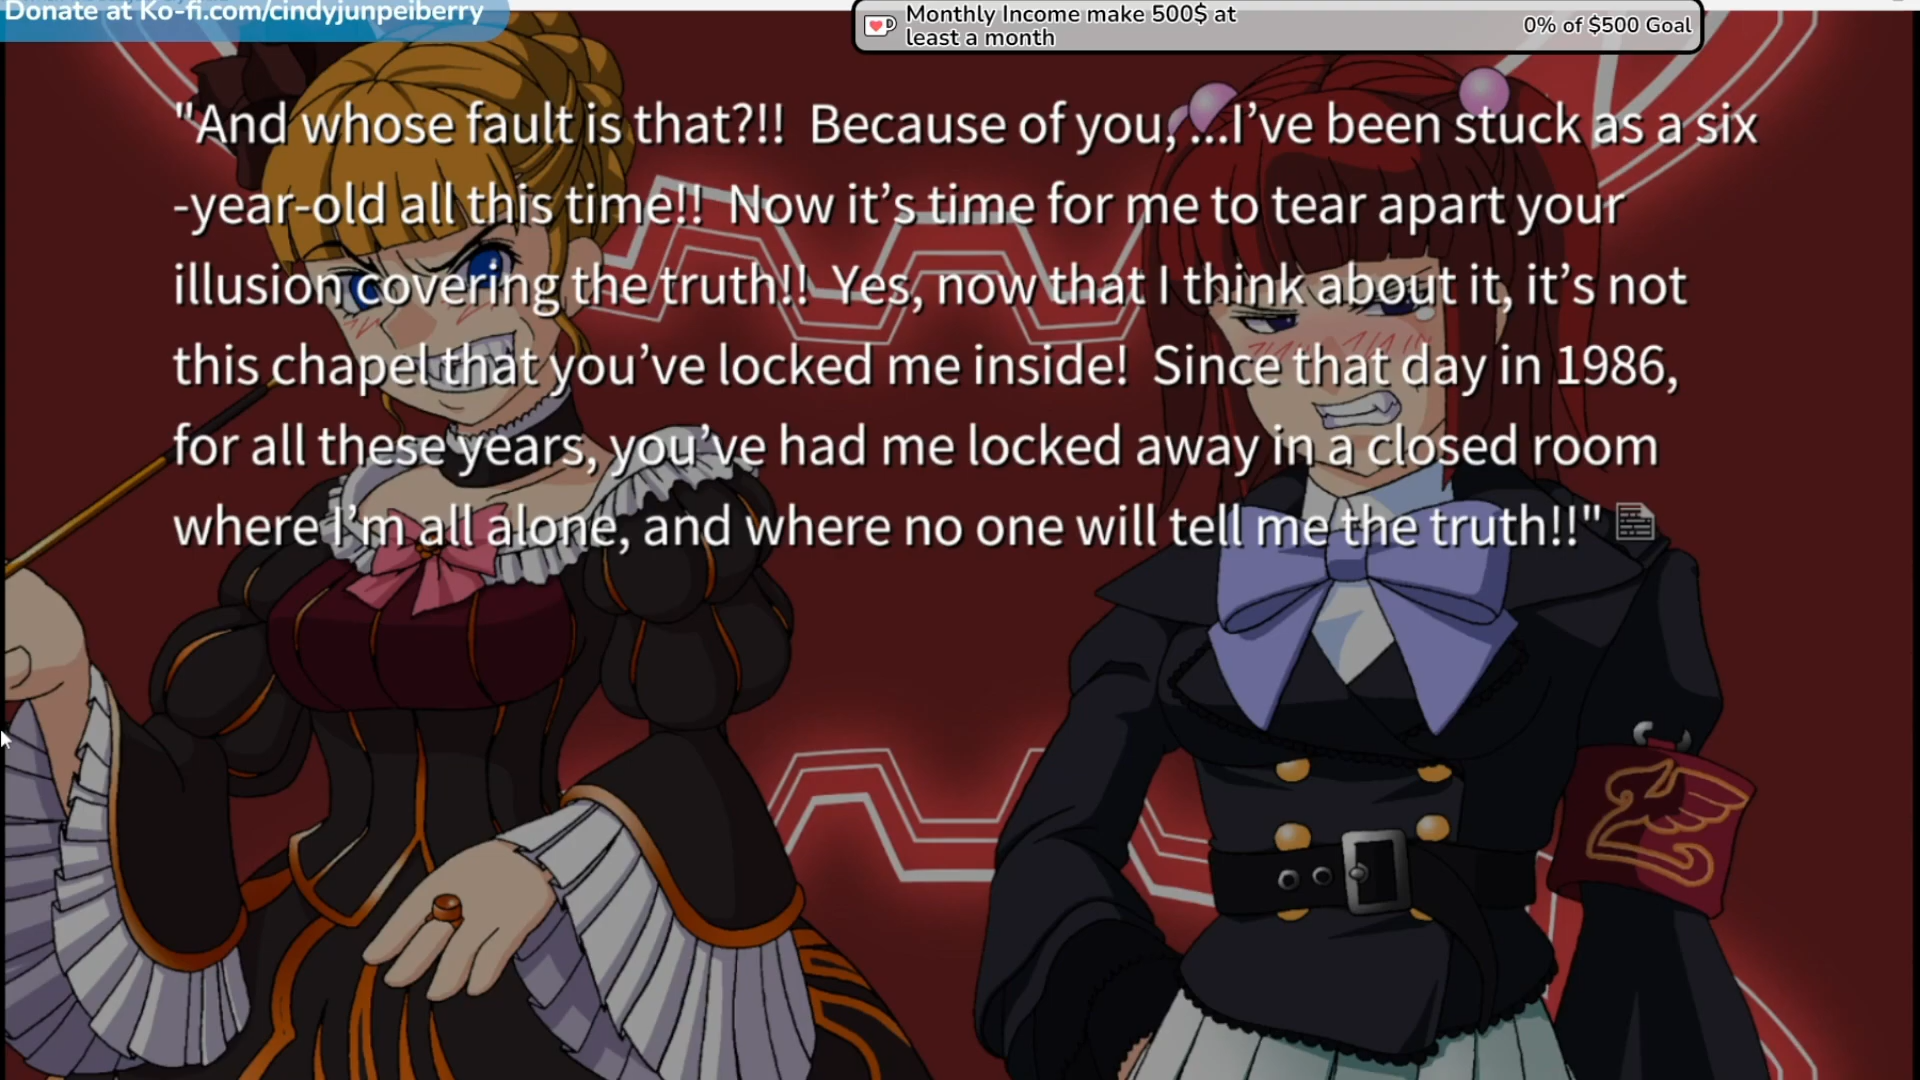 Donate at Ko-fi.com/cindyjunpeiberry
Monthly Income make 500$ at
least a month
0% of $500 Goal
"And whose fault is that?!!  Because of you, ...I’ve been stuck as a six
-year-old all this time!!  Now it’s time for me to tear apart your
illusion covering the truth!!  Yes, now that I think about it, it’s not
this chapel that you’ve locked me inside!  Since that day in 1986,
for all these years, you’ve had me locked away in a closed room
where I’m all alone, and where no one will tell me the truth!!"